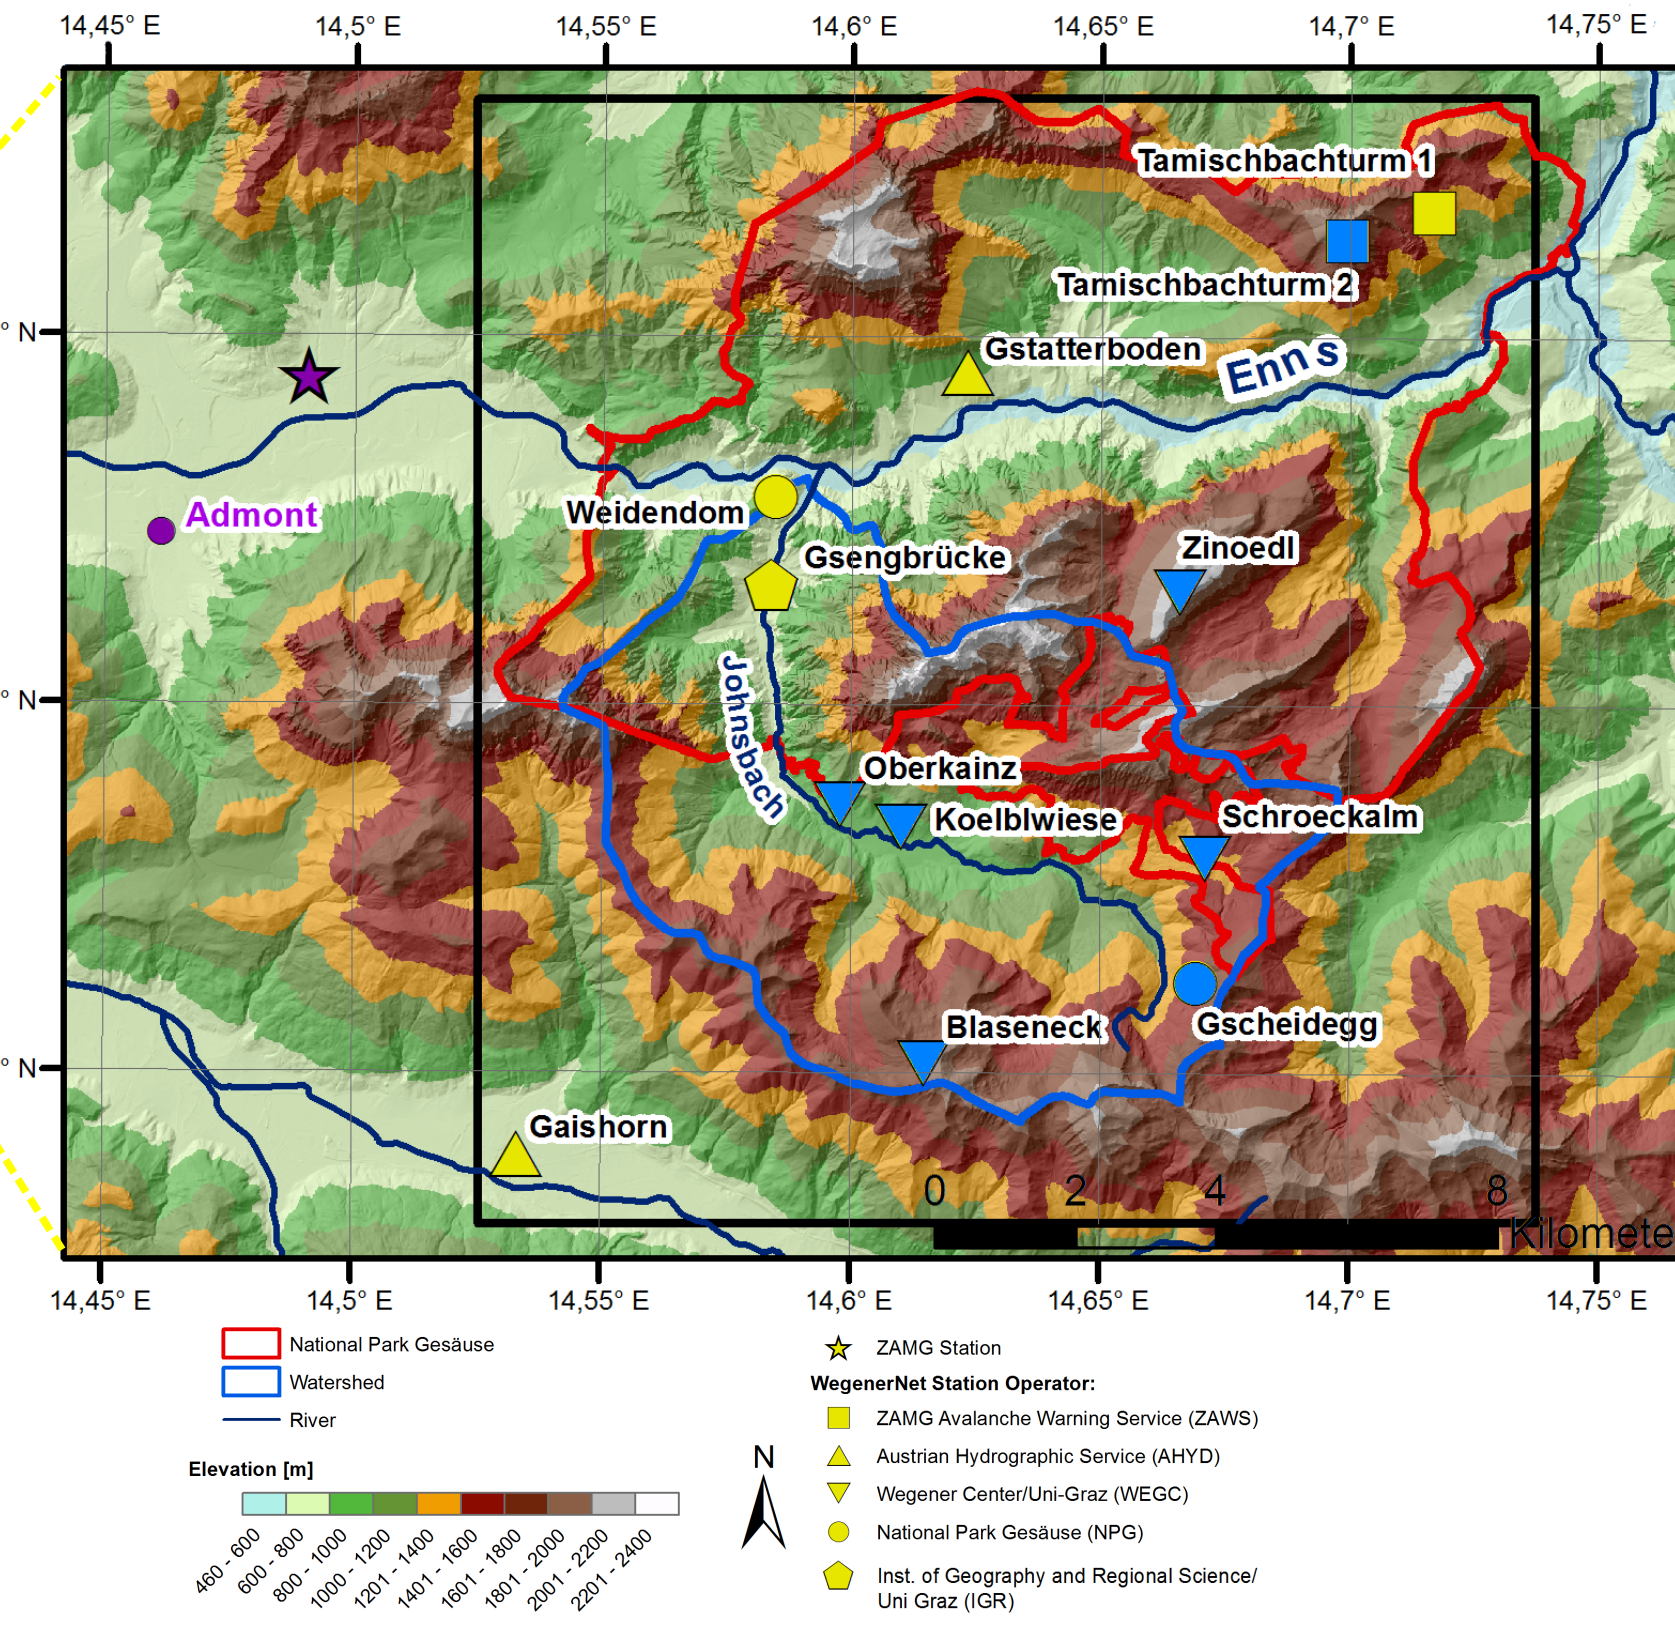 14,45° E 14,5° E 14,55° E 14,6° E 14,65° E 14,7° E 14,75° E
Tamischbachturm 1
Tamischbachturm 2
° N
Gstatterboden
Enns
Admont
Weidendom
Gsengbrücke
Zinoedl
Johnsbach
° N
Oberkainz
Koelblwiese
Schroeckalm
Blaseneck
Gscheidegg
° N
Gaishorn
0 2 4 8
Kilomete
14,45° E 14,5° E 14,55° E 14,6° E 14,65° E 14,7° E 14,75° E
National Park Gesäuse
Watershed
River
Elevation [m]
460 - 600
600 - 800
800 - 1000
1000 - 1200
1201 - 1400
1401 - 1600
1601 - 1800
1801 - 2000
2001 - 2200
2201 - 2400
N
ZAMG Station
WegenerNet Station Operator:
ZAMG Avalanche Warning Service (ZAWS)
Austrian Hydrographic Service (AHYD)
Wegener Center/Uni-Graz (WEGC)
National Park Gesäuse (NPG)
Inst. of Geography and Regional Science/
Uni Graz (IGR)